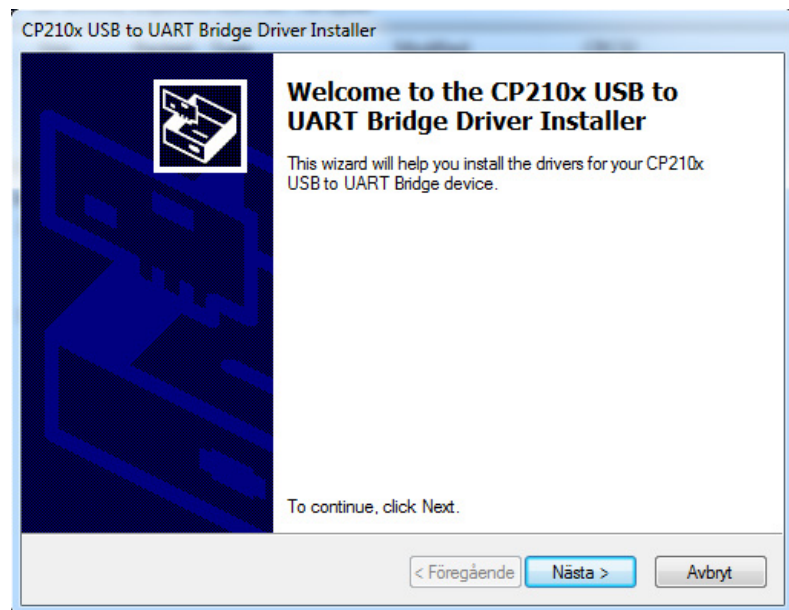 CP210x USB to UART Bridge Driver Installer
Welcome to the CP210x USB to
UART Bridge Driver Installer
This wizard will help you install the drivers for your CP210x
USB to UART Bridge device.
To continue, click Next.
< Föregående
Nästa >
Avbryt